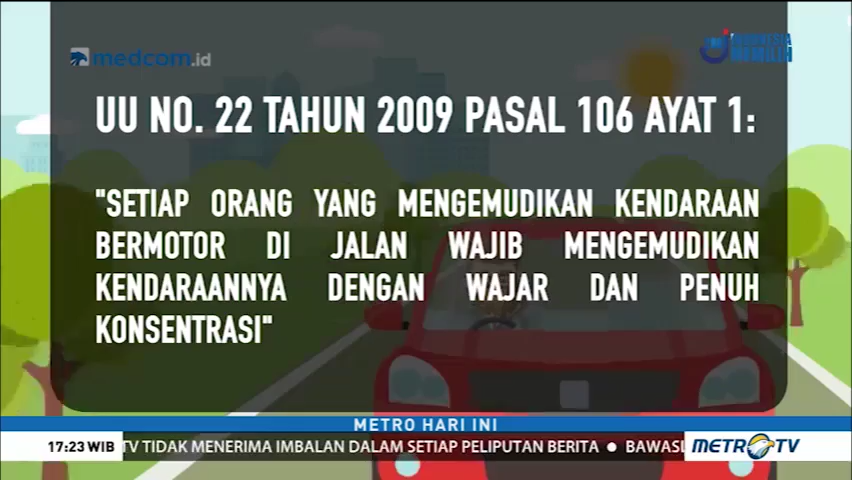 medcom.id
UU NO. 22 TAHUN 2009 PASAL 106 AYAT 1:
"SETIAP ORANG YANG MENGEMUDIKAN KENDARAAN
BERMOTOR DI JALAN WAJIB MENGEMUDIKAN
KENDARAANNYA DENGAN WAJAR DAN PENUH
KONSENTRASI"
METRO HARI INI
17:23 WIB TV TIDAK MENERIMA IMBALAN DALAM SETIAP PELIPUTAN BERITA ● BAWASL METRO TV